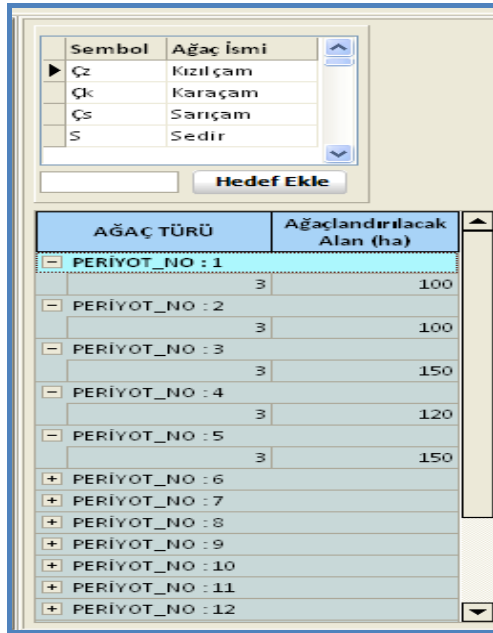 Sembol Ağaç İsmi
Çz Kızılçam
Çk Karaçam
Çs Sarıçam
S Sedir
Hedef Ekle
AĞAÇ TÜRÜ Ağaçlandırılacak Alan (ha)
PERİYOT_NO : 1
3 100
PERİYOT_NO : 2
3 100
PERİYOT_NO : 3
3 150
PERİYOT_NO : 4
3 120
PERİYOT_NO : 5
3 150
PERİYOT_NO : 6
PERİYOT_NO : 7
PERİYOT_NO : 8
PERİYOT_NO : 9
PERİYOT_NO : 10
PERİYOT_NO : 11
PERİYOT_NO : 12